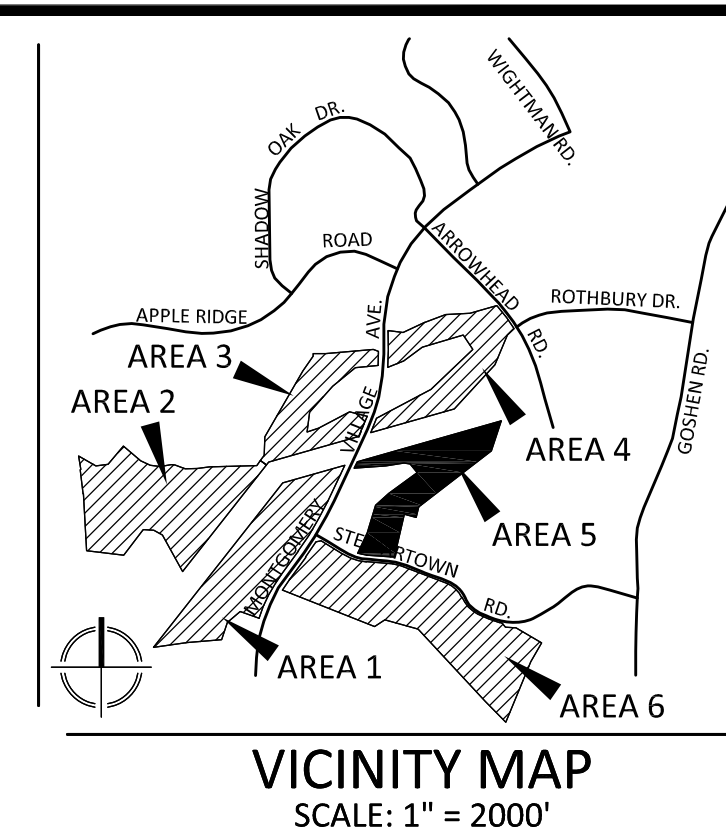 WIGHTMAN RD.
SHADOW OAK DR.
APPLE RIDGE ROAD
ARROWHEAD RD.
ROTHBURY DR.
GOSHEN RD.
MONTGOMERY VILLAGE AVE.
AREA 3
AREA 2
AREA 4
AREA 5
RD.
AREA 1
AREA 6
VICINITY MAP
SCALE: 1" = 2000'